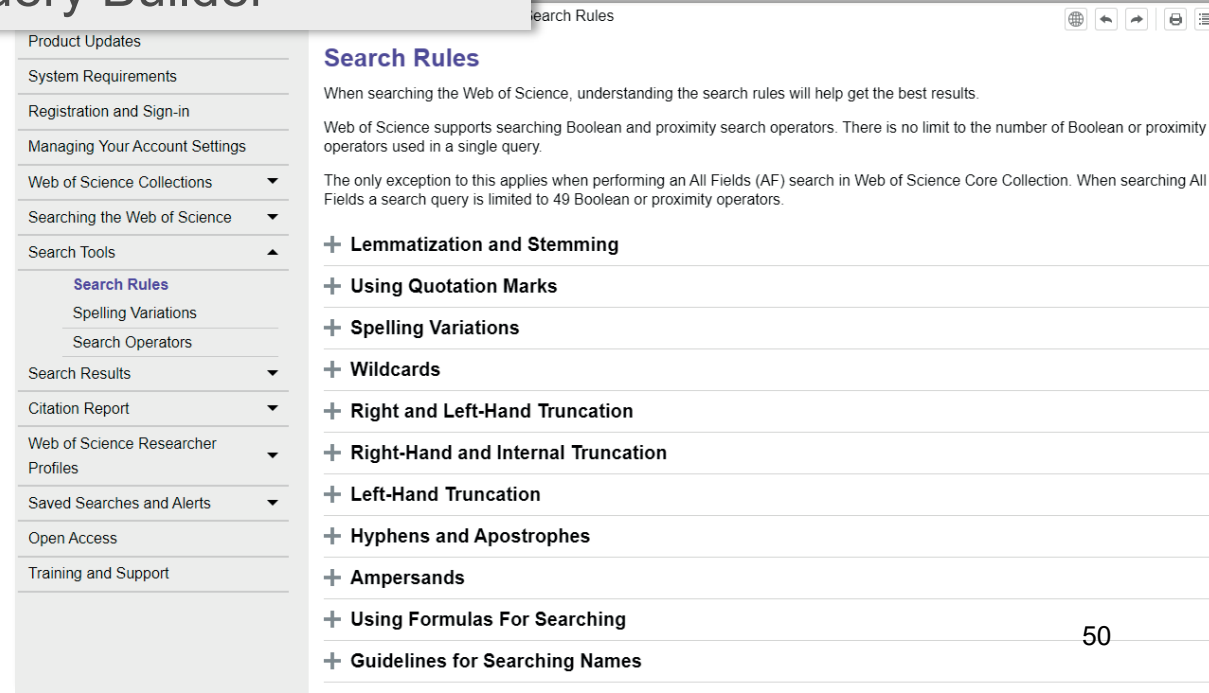 Query Builder
Search Rules
Product Updates
System Requirements
Registration and Sign-in
Managing Your Account Settings
Web of Science Collections
Searching the Web of Science
Search Tools
Search Rules
Spelling Variations
Search Operators
Search Results
Citation Report
Web of Science Researcher
Profiles
Saved Searches and Alerts
Open Access
Training and Support
Search Rules
When searching the Web of Science, understanding the search rules will help get the best results.
Web of Science supports searching Boolean and proximity search operators. There is no limit to the number of Boolean or proximity
operators used in a single query.
The only exception to this applies when performing an All Fields (AF) search in Web of Science Core Collection. When searching All
Fields a search query is limited to 49 Boolean or proximity operators.
Lemmatization and Stemming
Using Quotation Marks
Spelling Variations
Wildcards
Right and Left-Hand Truncation
Right-Hand and Internal Truncation
Left-Hand Truncation
Hyphens and Apostrophes
Ampersands
Using Formulas For Searching
Guidelines for Searching Names
50